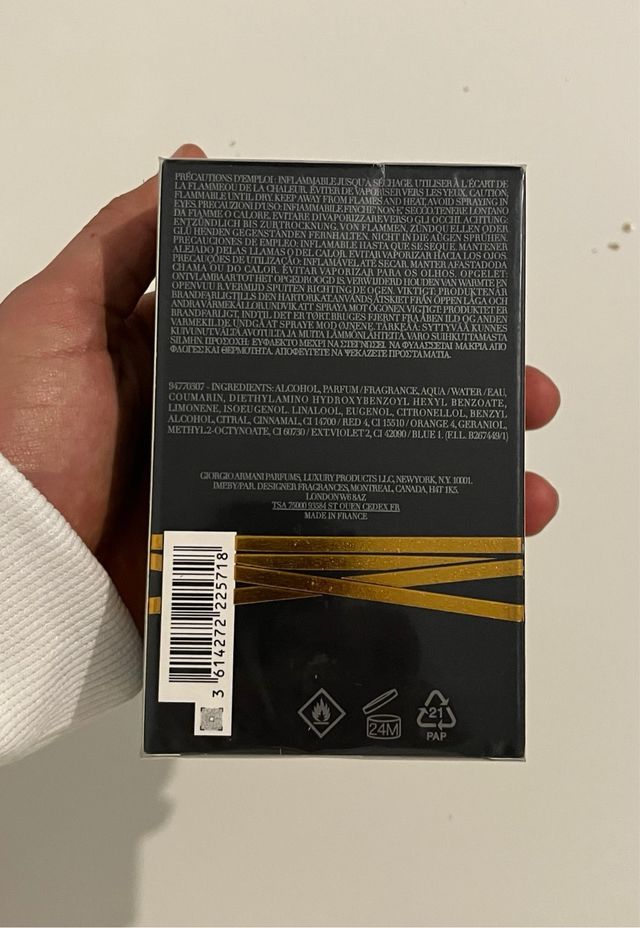 PRÉCAUTIONS D'EMPLOI : INFLAMMABLE JUSQU'A SÉCHAGE, UTILISER À L'ÉCART DE
LA FLAMME OU DE LA CHALEUR. ÉVITER DE VAPORISER VERS LES YEUX. CAUTION:
FLAMMABLE UNTIL DRY. KEEP AWAY FROM FLAMES AND HEAT, AVOID SPRAYING IN
EYES. PRECAUZIONI D'USO: INFIAMMABILE FINCHE' NON E' SECCO. TENERE LONTANO
DA FIAMME O CALORE, EVITARE DI VAPORIZZARE VERSO GLI OCCHI. ACHTUNG:
ENTZÜNDLICH BIS ZUR TROCKNUNG. VON FLAMMEN, ZÜNDQUELLEN ODER
GLÜHENDEN GEGENSTÄNDEN FERNHALTEN. NICHT IN DIE AUGEN SPRÜHEN.
PRECAUCIONES DE EMPLEO: INFLAMABLE HASTA QUE SE SEQUE. MANTENER
ALEJADO DE LAS LLAMAS O DEL CALOR. EVITAR VAPORIZAR HACIA LOS OJOS.
PRECAUÇÕES DE UTILIZAÇÃO: INFLAMÁVEL ATÉ SECAR. MANTER AFASTADO DA
CHAMA OU DO CALOR. EVITAR VAPORIZAR PARA OS OLHOS. OPGELET:
ONTVLAMBAAR TOT HET OPGEDROOGD IS. VERWIJDERD HOUDEN VAN WARMTE EN
OPEN VUUR. VERMIJD SPUITEN RICHTING DE OGEN. VIKTIGT: PRODUKTEN ÄR
BRANDFARLIG TILLS DEN HAR TORKAT. ANVÄNDS ÅTSKILT FRÅN ÖPPEN LÅGA OCH
ANDRA VÄRMEKÄLLOR. UNDVIK ATT SPRAYA MOT ÖGONEN. VIGTIGT: PRODUKTET ER
BRANDFARLIGT, INDTIL DET ER TØRT. BRUGES FJERNT FRA ÅBEN ILD OG ANDEN
VARMEKILDE. UNDGÅ AT SPRAYE MOD ØJNENE. TÄRKEÄÄ: SYTTYVÄÄ KUNNES
KUIVUNUT. VÄLTÄ AVOTULTA JA MUITA LÄMMÖNLÄHTEITÄ. VARO SUIHKUTTAMASTA
SILMIIN. ΠΡΟΣΟΧΗ: ΕΥΦΛΕΚΤΟ ΜΕΧΡΙ ΝΑ ΣΤΕΓΝΩΣΕΙ. ΝΑ ΦΥΛΑΣΣΕΤΑΙ ΜΑΚΡΙΑ ΑΠΟ
ΦΛΟΓΕΣ ΚΑΙ ΘΕΡΜΟΤΗΤΑ. ΑΠΟΦΕΥΓΕΤΕ ΝΑ ΨΕΚΑΖΕΤΕ ΠΡΟΣ ΤΑ ΜΑΤΙΑ.
94770307 - INGREDIENTS: ALCOHOL, PARFUM / FRAGRANCE, AQUA / WATER / EAU,
COUMARIN, DIETHYLAMINO HYDROXYBENZOYL HEXYL BENZOATE,
LIMONENE, ISOEUGENOL, LINALOOL, EUGENOL, CITRONELLOL, BENZYL
ALCOHOL, CITRAL, CINNAMAL, CI 14700 / RED 4, CI 15510 / ORANGE 4, GERANIOL,
METHYL 2-OCTYNOATE, CI 60730 / EXT. VIOLET 2, CI 42090 / BLUE 1. (F.I.L. B267449/1)
GIORGIO ARMANI PARFUMS, LUXURY PRODUCTS LLC, NEW YORK, N.Y. 10001.
IMP. BY/PAR. DESIGNER FRAGRANCES, MONTREAL, CANADA, H4T 1K5.
LONDON W6 8AZ
TSA 75000 93584 ST OUEN CEDEX. FR
MADE IN FRANCE
3 614272 225718
24M
21
PAP